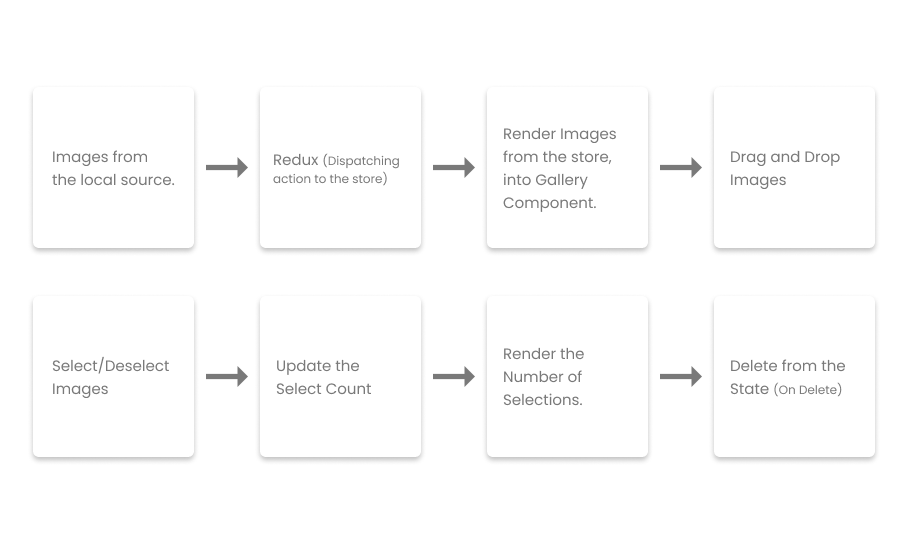 Images from
the local source.
Redux (Dispatching
action to the store)
Render Images
from the store,
into Gallery
Component.
Drag and Drop
Images
Select/Deselect
Images
Update the
Select Count
Render the
Number of
Selections.
Delete from the
State (On Delete)